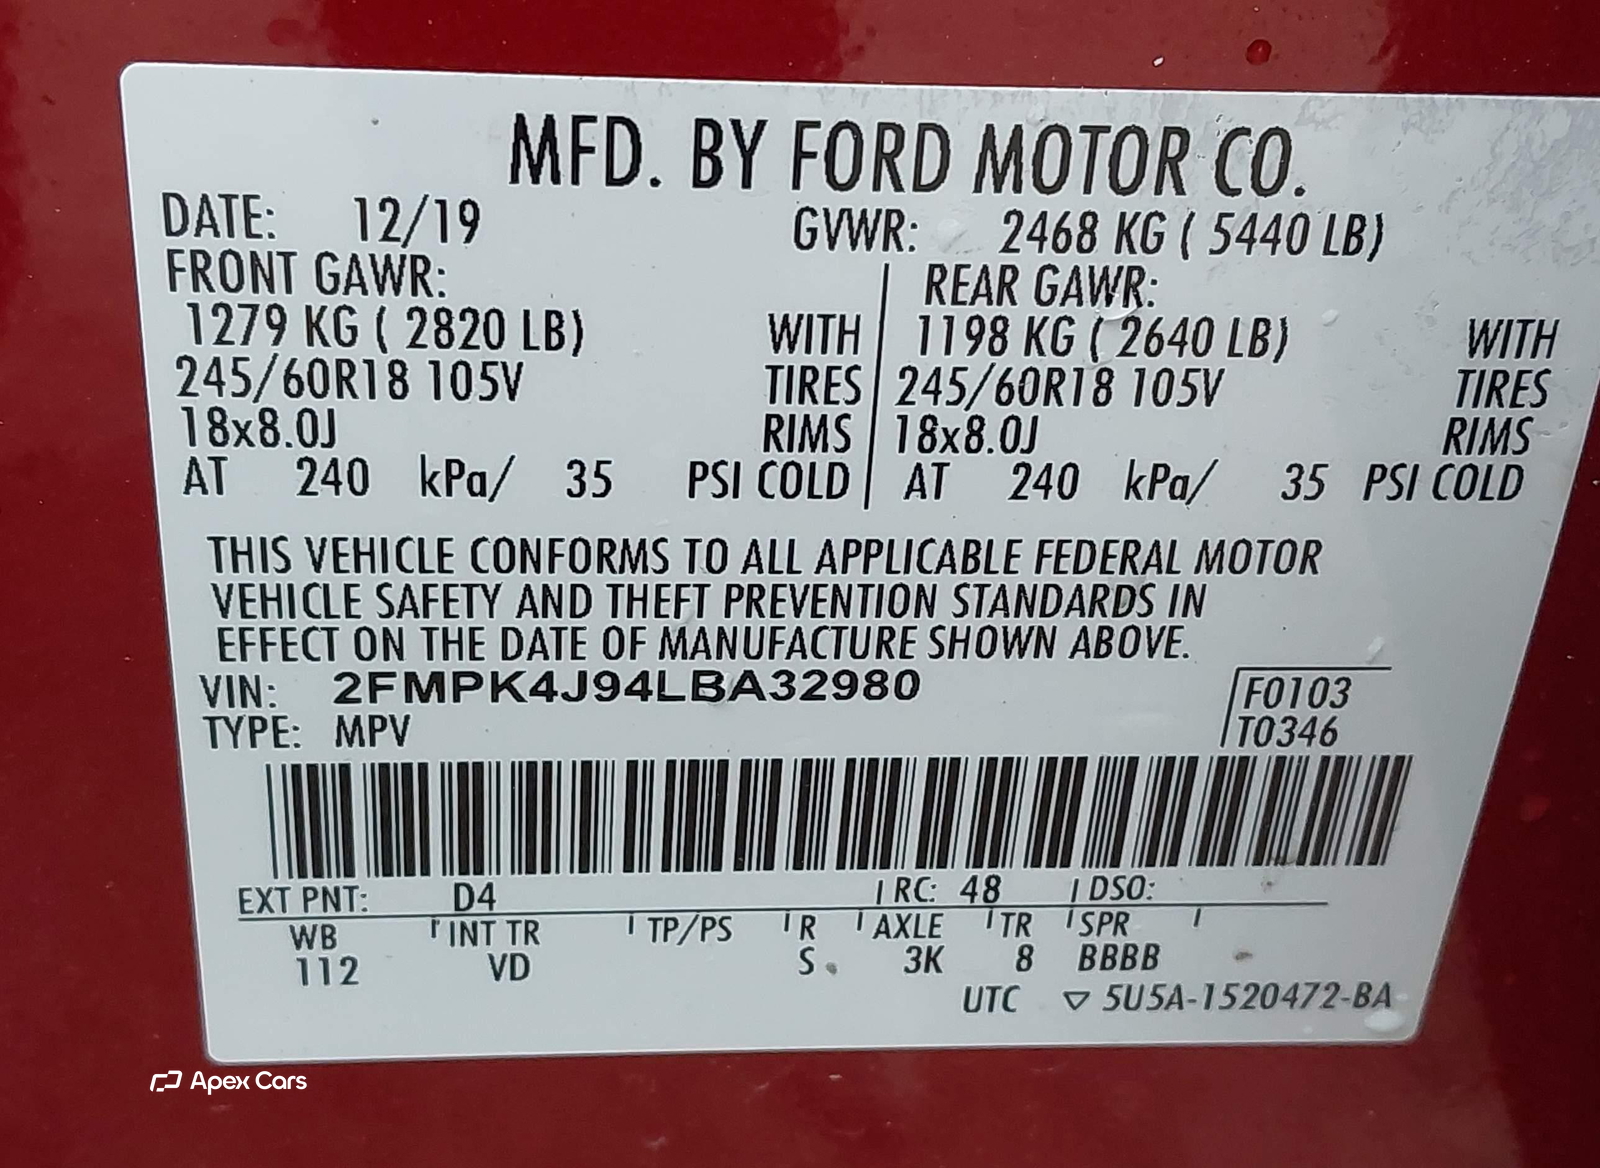 MFD. BY FORD MOTOR CO.
DATE: 12/19 GVWR: 2468 KG ( 5440 LB)
FRONT GAWR: REAR GAWR:
1279 KG ( 2820 LB) WITH 1198 KG ( 2640 LB) WITH
245/60R18 105V TIRES 245/60R18 105V TIRES
18x8.0J RIMS 18x8.0J RIMS
AT 240 kPa/ 35 PSI COLD AT 240 kPa/ 35 PSI COLD
THIS VEHICLE CONFORMS TO ALL APPLICABLE FEDERAL MOTOR
VEHICLE SAFETY AND THEFT PREVENTION STANDARDS IN
EFFECT ON THE DATE OF MANUFACTURE SHOWN ABOVE.
VIN: 2FMPK4J94LBA32980 F0103
TYPE: MPV T0346
EXT PNT: D4 RC: 48 DSO:
WB INT TR TP/PS R AXLE TR SPR
112 VD S 3K 8 BBBB
UTC ▽ 5U5A-1520472-BA
Apex Cars